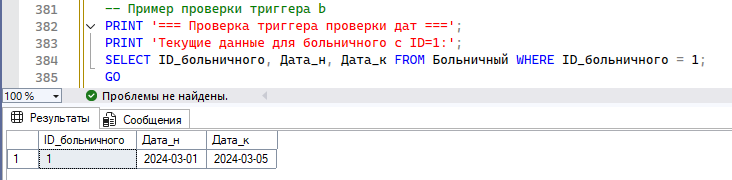 381 -- Пример проверки триггера b
382 PRINT '=== Проверка триггера проверки дат ===';
383 PRINT 'Текущие данные для больничного с ID=1:';
384 SELECT ID_больничного, Дата_н, Дата_к FROM Больничный WHERE ID_больничного = 1;
385 GO
100 % Проблемы не найдены.
Результаты Сообщения
ID_больничного Дата_н Дата_к
1 1 2024-03-01 2024-03-05